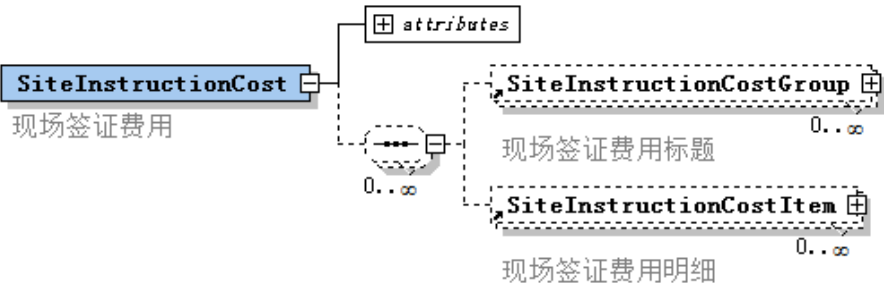 attributes
SiteInstructionCost
现场签证费用
0..∞
SiteInstructionCostGroup
0..∞
现场签证费用标题
SiteInstructionCostItem
0..∞
现场签证费用明细